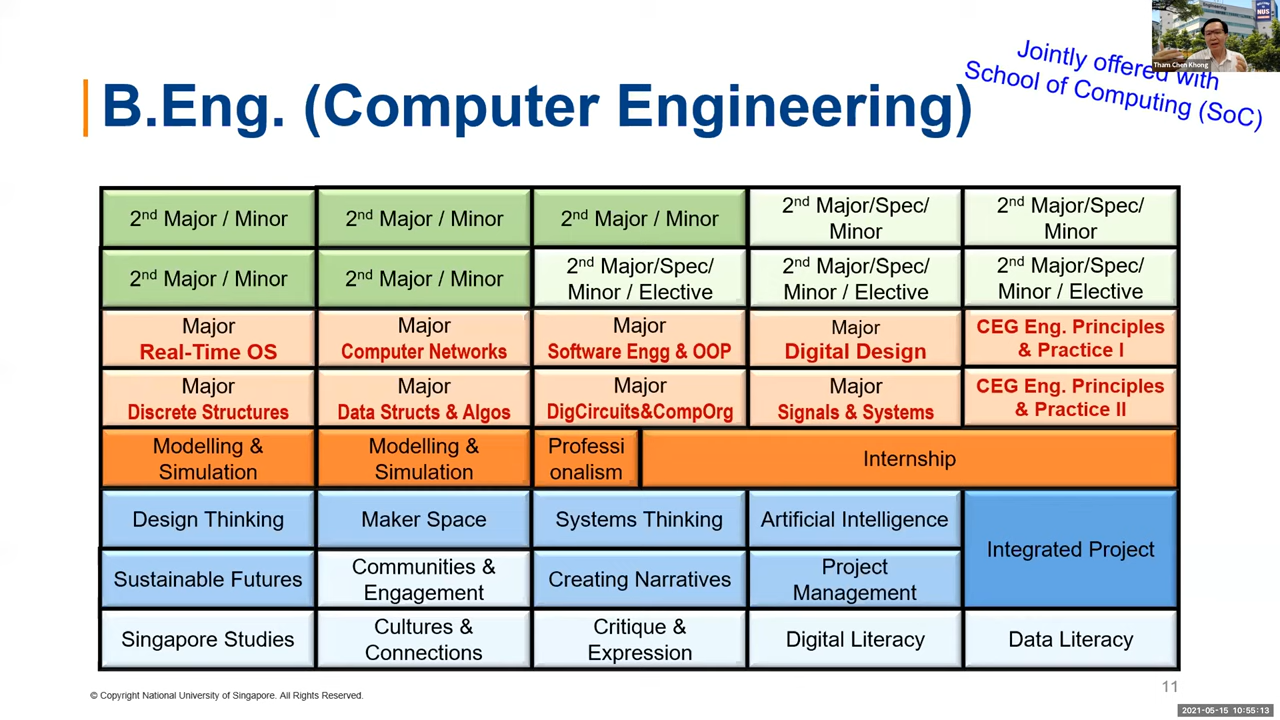 Engineering
NUS
Tham Chen Khong
Jointly offered with
School of Computing (SoC)
B.Eng. (Computer Engineering)
2nd Major / Minor
2nd Major / Minor
2nd Major / Minor
2nd Major/Spec/
Minor
2nd Major/Spec/
Minor
2nd Major / Minor
2nd Major / Minor
2nd Major/Spec/
Minor / Elective
2nd Major/Spec/
Minor / Elective
2nd Major/Spec/
Minor / Elective
Major
Real-Time OS
Major
Computer Networks
Major
Software Engg & OOP
Major
Digital Design
CEG Eng. Principles
& Practice I
Major
Discrete Structures
Major
Data Structs & Algos
Major
DigCircuits&CompOrg
Major
Signals & Systems
CEG Eng. Principles
& Practice II
Modelling &
Simulation
Modelling &
Simulation
Professi
onalism
Internship
Design Thinking
Maker Space
Systems Thinking
Artificial Intelligence
Integrated Project
Sustainable Futures
Communities &
Engagement
Creating Narratives
Project
Management
Singapore Studies
Cultures &
Connections
Critique &
Expression
Digital Literacy
Data Literacy
© Copyright National University of Singapore. All Rights Reserved.
11
2021-05-15 10:55:13